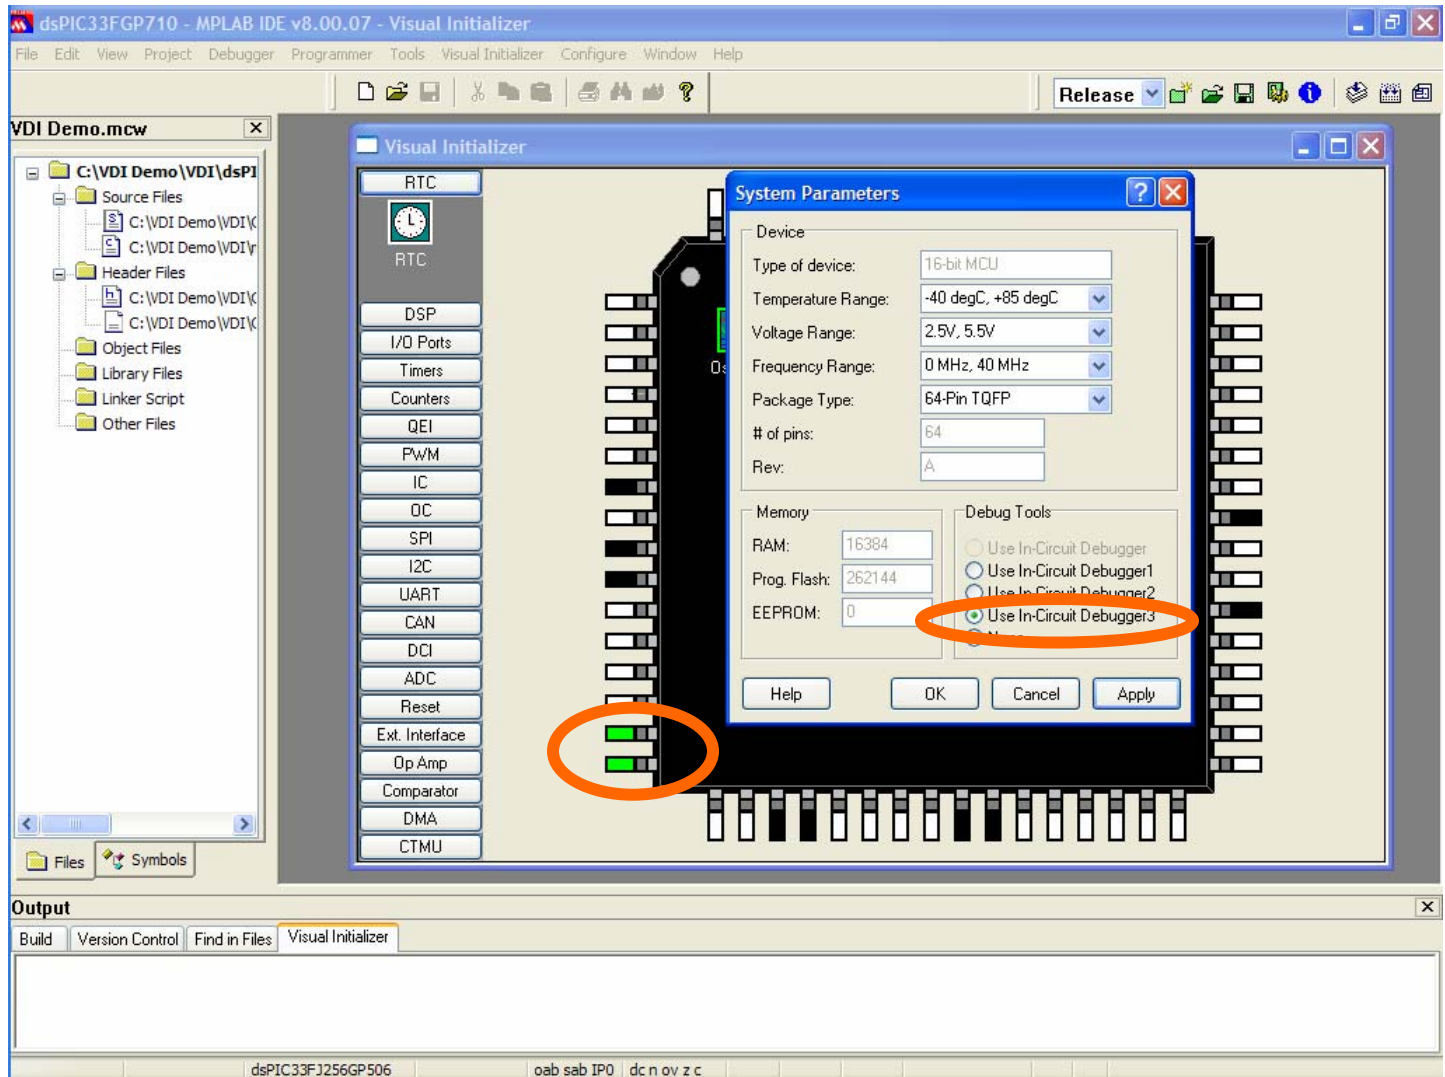 dsPIC33FGP710 - MPLAB IDE v8.00.07 - Visual Initializer
File Edit View Project Debugger Programmer Tools Visual Initializer Configure Window Help
Release
VDI Demo.mcw
C:\VDI Demo\VDI\dsPI
Source Files
C:\VDI Demo\VDI\
C:\VDI Demo\VDI\
Header Files
C:\VDI Demo\VDI\
C:\VDI Demo\VDI\
Object Files
Library Files
Linker Script
Other Files
Files Symbols
Visual Initializer
RTC
RTC
DSP
I/O Ports
Timers
Counters
QEI
PWM
IC
OC
SPI
I2C
UART
CAN
DCI
ADC
Reset
Ext. Interface
Op Amp
Comparator
DMA
CTMU
Os
System Parameters
Device
Type of device: 16-bit MCU
Temperature Range: -40 degC, +85 degC
Voltage Range: 2.5V, 5.5V
Frequency Range: 0 MHz, 40 MHz
Package Type: 64-Pin TQFP
# of pins: 64
Rev: A
Memory
RAM: 16384
Prog. Flash: 262144
EEPROM: 0
Debug Tools
Use In-Circuit Debugger
Use In-Circuit Debugger1
Use In-Circuit Debugger2
Use In-Circuit Debugger3
Help OK Cancel Apply
Output
Build Version Control Find in Files Visual Initializer
dsPIC33FJ256GP506 oab sab IP0 dc n ov z c